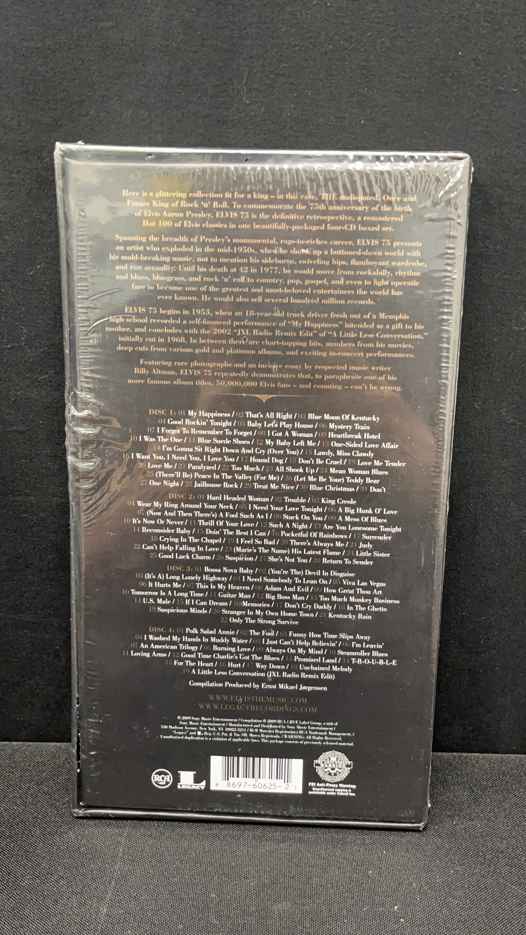 Here is a glittering collection fit for a king – in this case, THE undisputed, Once and
Future King of Rock 'n' Roll. To commemorate the 75th anniversary of the birth
of Elvis Aaron Presley, ELVIS 75 is the definitive retrospective, a remastered
Hot 100 of Elvis classics in one beautifully-packaged four-CD boxed set.
Spanning the breadth of Presley's monumental, rags-to-riches career, ELVIS 75 presents
an artist who exploded in the mid-1950s, when he shook up a buttoned-down world with
his mold-breaking music, not to mention his sideburns, swiveling hips, flamboyant wardrobe,
and raw sexuality. Until his death at 42 in 1977, he would move from rockabilly, rhythm
and blues, bluegrass, and rock 'n' roll to country, pop, gospel, and even to light operatic
fare to become one of the greatest and most-beloved entertainers the world has
ever known. He would also sell several hundred million records.
ELVIS 75 begins in 1953, when an 18-year-old truck driver fresh out of a Memphis
high school recorded a self-financed performance of "My Happiness" intended as a gift to his
mother, and concludes with the 2002 "JXL Radio Remix Edit" of "A Little Less Conversation,"
initially cut in 1968. In between there are chart-topping hits, numbers from his movies,
deep cuts from various gold and platinum albums, and exciting in-concert performances.
Featuring rare photographs and an incisive essay by respected music writer
Billy Altman, ELVIS 75 repeatedly demonstrates that, to paraphrase one of his
more famous album titles, 50,000,000 Elvis fans – and counting – can't be wrong.
DISC 1: 01 My Happiness / 02 That's All Right / 03 Blue Moon Of Kentucky
04 Good Rockin' Tonight / 05 Baby Let's Play House / 06 Mystery Train
07 I Forgot To Remember To Forget / 08 I Got A Woman / 09 Heartbreak Hotel
10 I Was The One / 11 Blue Suede Shoes / 12 My Baby Left Me / 13 One-Sided Love Affair
14 I'm Gonna Sit Right Down And Cry (Over You) / 15 Lawdy, Miss Clawdy
16 I Want You, I Need You, I Love You / 17 Hound Dog / 18 Don't Be Cruel / 19 Love Me Tender
20 Love Me / 21 Paralyzed / 22 Too Much / 23 All Shook Up / 24 Mean Woman Blues
25 (There'll Be) Peace In The Valley (For Me) / 26 (Let Me Be Your) Teddy Bear
27 One Night / 28 Jailhouse Rock / 29 Treat Me Nice / 30 Blue Christmas / 31 Don't
DISC 2: 01 Hard Headed Woman / 02 Trouble / 03 King Creole
04 Wear My Ring Around Your Neck / 05 I Need Your Love Tonight / 06 A Big Hunk O' Love
07 (Now And Then There's) A Fool Such As I / 08 Stuck On You / 09 A Mess Of Blues
10 It's Now Or Never / 11 Thrill Of Your Love / 12 Such A Night / 13 Are You Lonesome Tonight
14 Reconsider Baby / 15 Doin' The Best I Can / 16 Pocketful Of Rainbows / 17 Surrender
18 Crying In The Chapel / 19 I Feel So Bad / 20 There's Always Me / 21 Judy
22 Can't Help Falling In Love / 23 (Marie's The Name) His Latest Flame / 24 Little Sister
25 Good Luck Charm / 26 Suspicion / 27 She's Not You / 28 Return To Sender
DISC 3: 01 Bossa Nova Baby / 02 (You're The) Devil In Disguise
03 (It's A) Long Lonely Highway / 04 I Need Somebody To Lean On / 05 Viva Las Vegas
06 It Hurts Me / 07 This Is My Heaven / 08 Adam And Evil / 09 How Great Thou Art
10 Tomorrow Is A Long Time / 11 Guitar Man / 12 Big Boss Man / 13 Too Much Monkey Business
14 U.S. Male / 15 If I Can Dream / 16 Memories / 17 Don't Cry Daddy / 18 In The Ghetto
19 Suspicious Minds / 20 Stranger In My Own Home Town / 21 Kentucky Rain
22 Only The Strong Survive
DISC 4: 01 Polk Salad Annie / 02 The Fool / 03 Funny How Time Slips Away
04 I Washed My Hands In Muddy Water / 05 I Just Can't Help Believin' / 06 I'm Leavin'
07 An American Trilogy / 08 Burning Love / 09 Always On My Mind / 10 Steamroller Blues
11 Loving Arms / 12 Good Time Charlie's Got The Blues / 13 Promised Land / 14 T-R-O-U-B-L-E
15 For The Heart / 16 Hurt / 17 Way Down / 18 Unchained Melody
19 A Little Less Conversation (JXL Radio Remix Edit)
Compilation Produced by Ernst Mikael Jørgensen
WWW.ELVISTHEMUSIC.COM
WWW.LEGACYRECORDINGS.COM
RCA
L
LEGACY
8697-60625-2
FBI Anti-Piracy Warning: